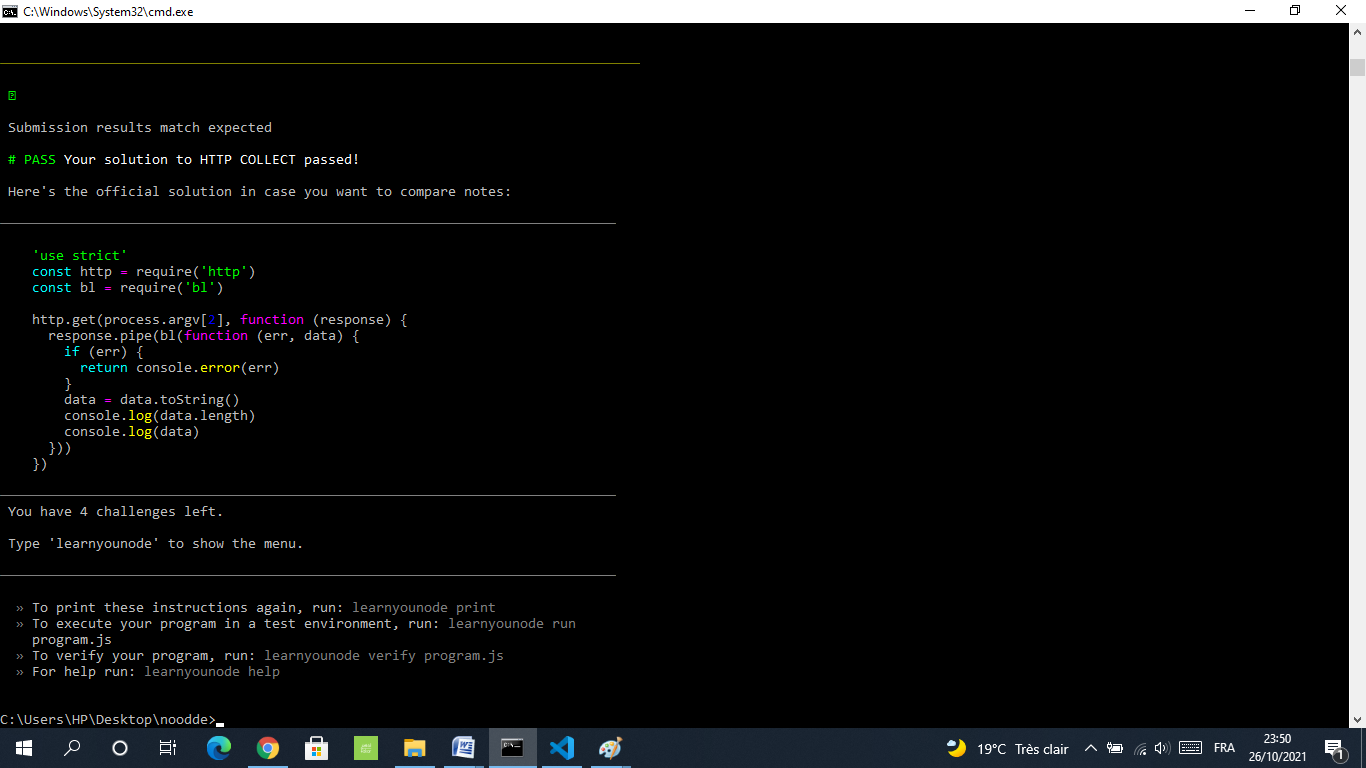 C:\Windows\System32\cmd.exe
Submission results match expected
# PASS Your solution to HTTP COLLECT passed!
Here's the official solution in case you want to compare notes:
'use strict'
const http = require('http')
const bl = require('bl')
http.get(process.argv[2], function (response) {
response.pipe(bl(function (err, data) {
if (err) {
return console.error(err)
}
data = data.toString()
console.log(data.length)
console.log(data)
}))
})
You have 4 challenges left.
Type 'learnyounode' to show the menu.
» To print these instructions again, run: learnyounode print
» To execute your program in a test environment, run: learnyounode run
program.js
» To verify your program, run: learnyounode verify program.js
» For help run: learnyounode help
C:\Users\HP\Desktop\noodde>
19°C Très clair
FRA
23:50
26/10/2021
1